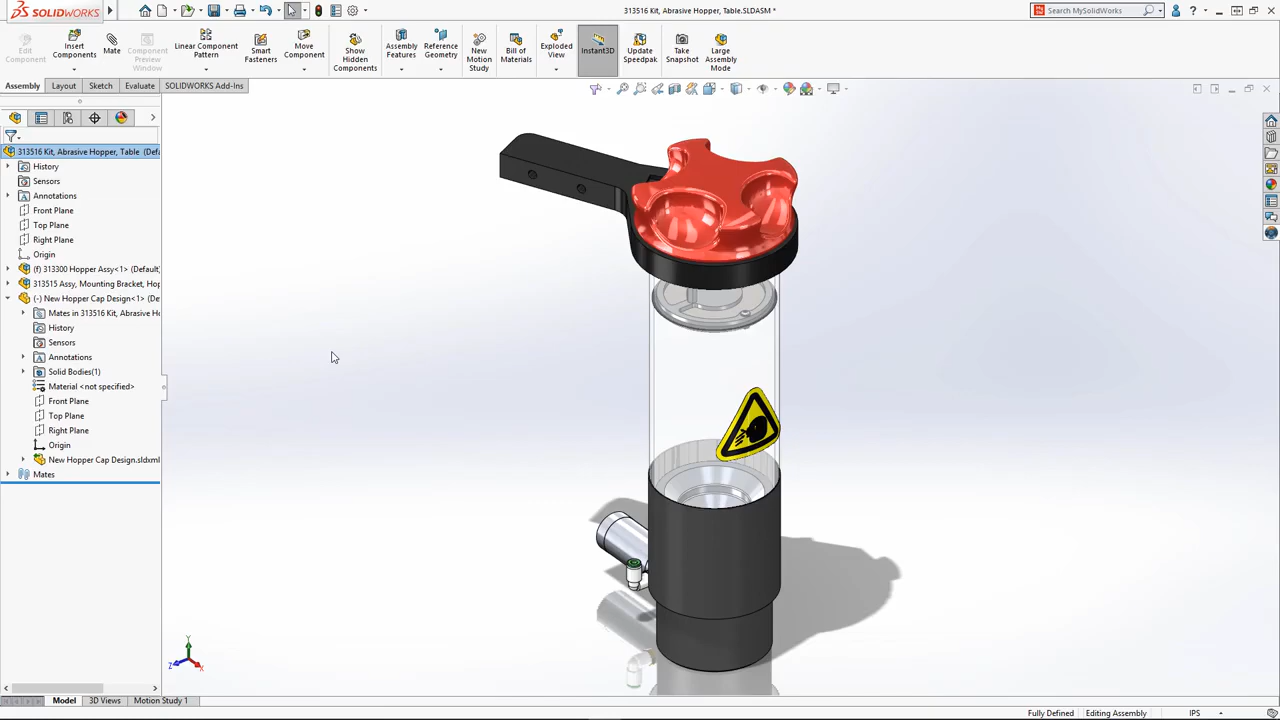 SOLIDWORKS
313516 Kit, Abrasive Hopper, Table.SLDASM *
Search MySolidWorks
Edit Component
Insert Components
Mate
Component Preview Window
Linear Component Pattern
Smart Fasteners
Move Component
Show Hidden Components
Assembly Features
Reference Geometry
New Motion Study
Bill of Materials
Exploded View
Instant3D
Update Speedpak
Take Snapshot
Large Assembly Mode
Assembly
Layout
Sketch
Evaluate
SOLIDWORKS Add-Ins
313516 Kit, Abrasive Hopper, Table (Def
History
Sensors
Annotations
Front Plane
Top Plane
Right Plane
Origin
(f) 313300 Hopper Assy<1> (Default)
313515 Assy, Mounting Bracket, Hop
(-) New Hopper Cap Design<1> (De
Mates in 313516 Kit, Abrasive Ho
History
Sensors
Annotations
Solid Bodies(1)
Material <not specified>
Front Plane
Top Plane
Right Plane
Origin
New Hopper Cap Design.sldxml
Mates
Y
Z
X
Model
3D Views
Motion Study 1
Fully Defined
Editing Assembly
IPS